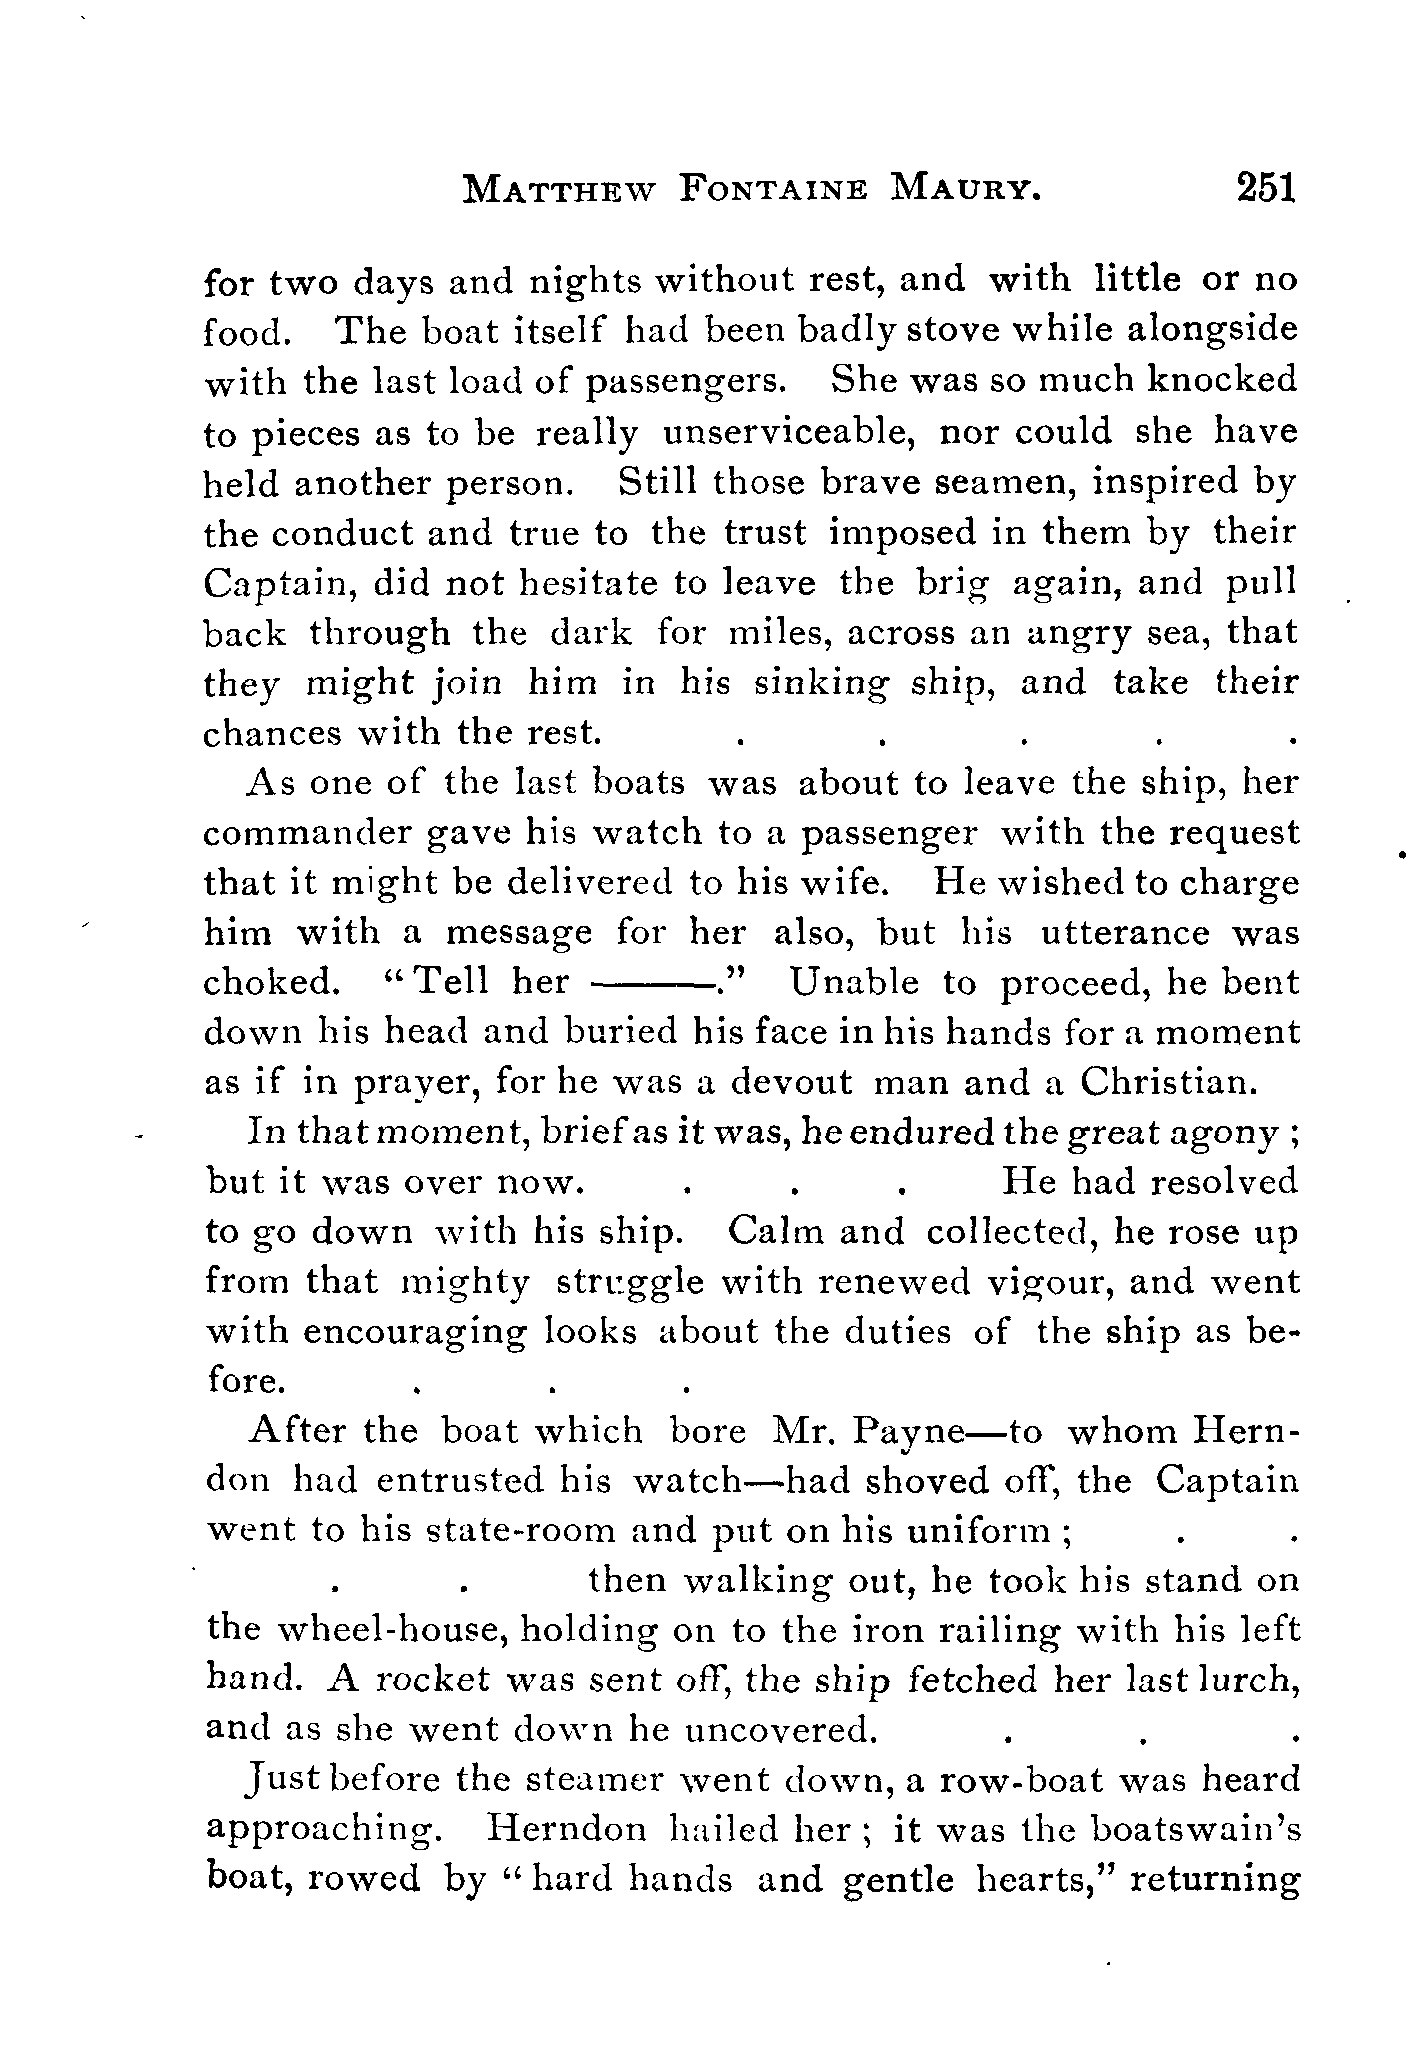 MATTHEW FONTAINE MAURY. 251
for two days and nights without rest, and with little or no
food. The boat itself had been badly stove while alongside
with the last load of passengers. She was so much knocked
to pieces as to be really unserviceable, nor could she have
held another person. Still those brave seamen, inspired by
the conduct and true to the trust imposed in them by their
Captain, did not hesitate to leave the brig again, and pull
back through the dark for miles, across an angry sea, that
they might join him in his sinking ship, and take their
chances with the rest. . . . . .
As one of the last boats was about to leave the ship, her
commander gave his watch to a passenger with the request
that it might be delivered to his wife. He wished to charge
him with a message for her also, but his utterance was
choked. “Tell her ———.” Unable to proceed, he bent
down his head and buried his face in his hands for a moment
as if in prayer, for he was a devout man and a Christian.
In that moment, brief as it was, he endured the great agony ;
but it was over now. . . . He had resolved
to go down with his ship. Calm and collected, he rose up
from that mighty struggle with renewed vigour, and went
with encouraging looks about the duties of the ship as be-
fore. . . .
After the boat which bore Mr. Payne—to whom Hern-
don had entrusted his watch—had shoved off, the Captain
went to his state-room and put on his uniform ; . .
. . then walking out, he took his stand on
the wheel-house, holding on to the iron railing with his left
hand. A rocket was sent off, the ship fetched her last lurch,
and as she went down he uncovered. . . .
Just before the steamer went down, a row-boat was heard
approaching. Herndon hailed her ; it was the boatswain's
boat, rowed by “hard hands and gentle hearts,” returning